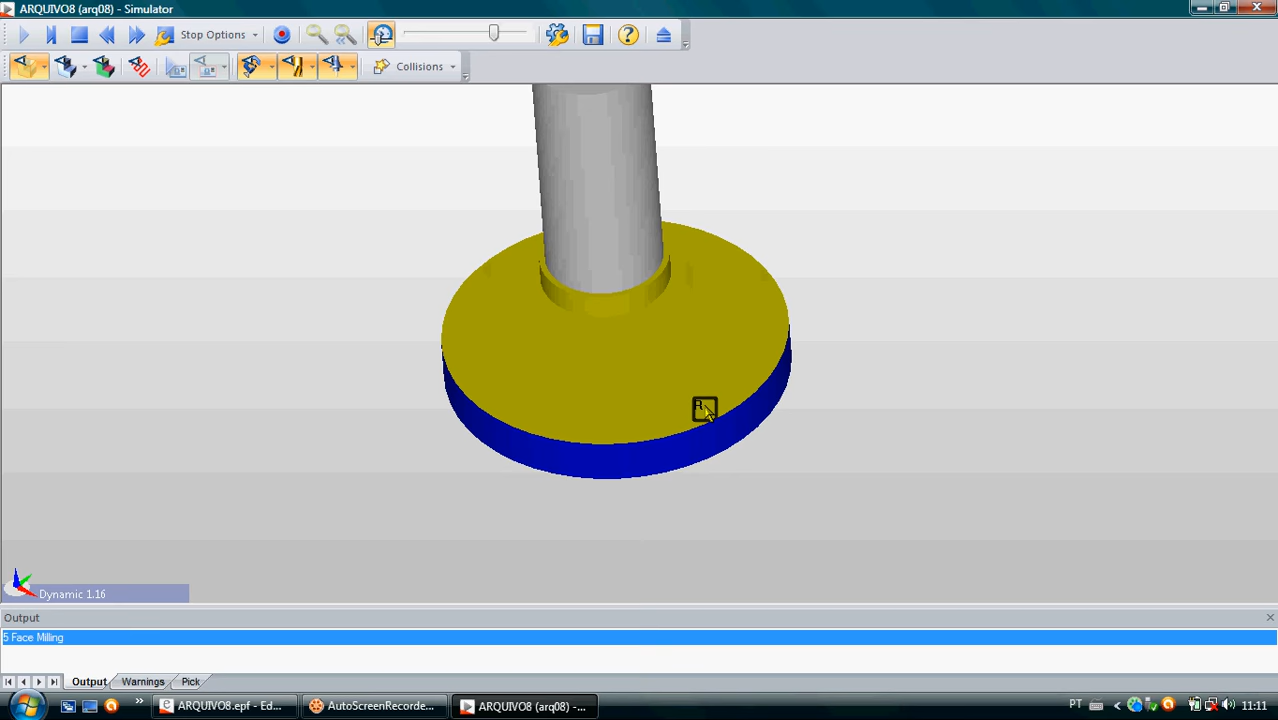 ARQUIVO8 (arq08) - Simulator
Stop Options
Collisions
R
Dynamic 1.16
Output
5 Face Milling
Output Warnings Pick
ARQUIVO8.epf - Ed...
AutoScreenRecorde...
ARQUIVO8 (arq08) -...
PT
11:11